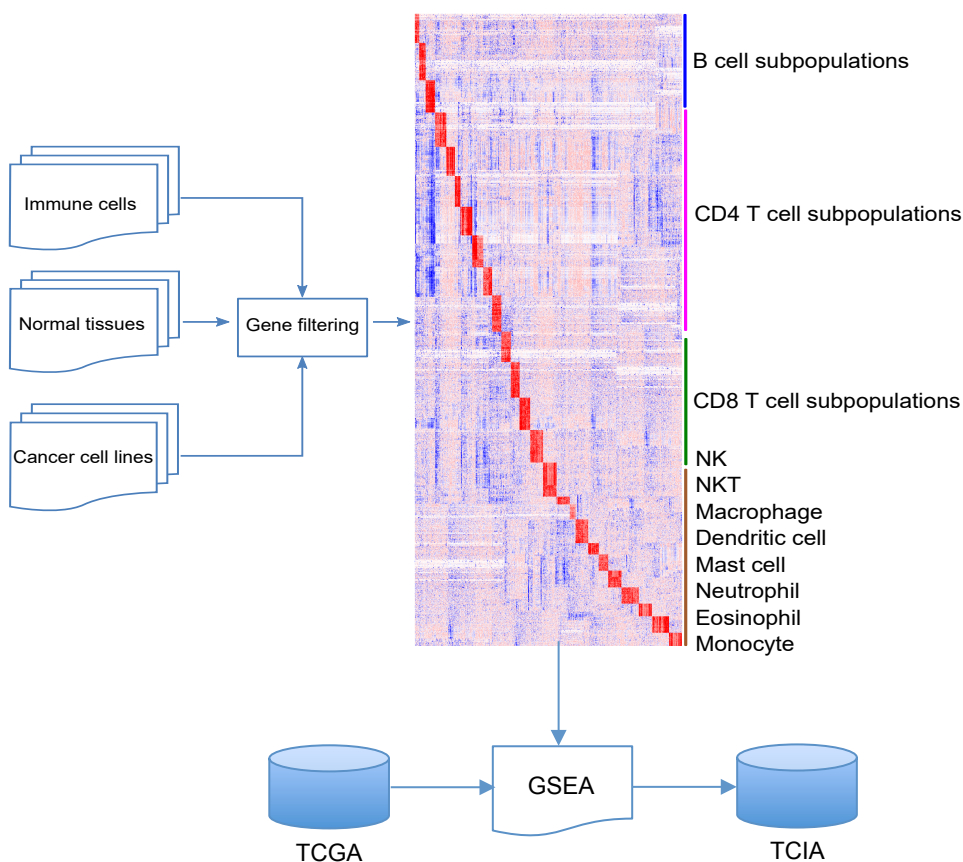 Immune cells
Normal tissues
Cancer cell lines
Gene filtering
B cell subpopulations
CD4 T cell subpopulations
CD8 T cell subpopulations
NK
NKT
Macrophage
Dendritic cell
Mast cell
Neutrophil
Eosinophil
Monocyte
GSEA
TCGA
TCIA